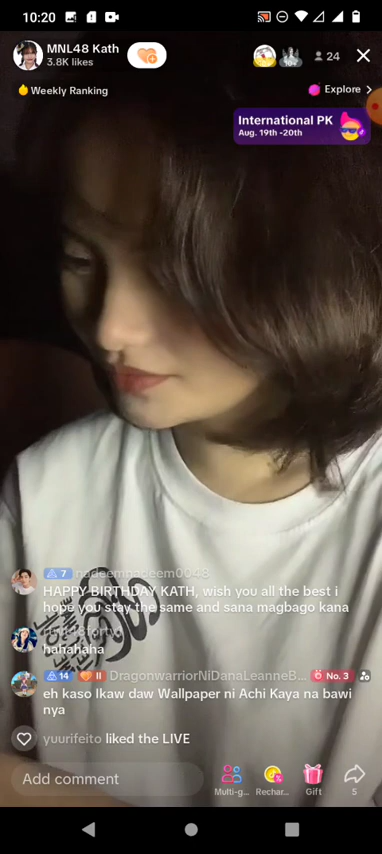 10:20
MNL48 Kath
3.8K likes
24
Weekly Ranking
Explore
International PK
Aug. 19th -20th
7 nadeemnadeem0048
HAPPY BIRTHDAY KATH, wish you all the best i
hope you stay the same and sana magbago kana
hahahaha
14 II DragonwarriorNiDanaLeanneB... No. 3
eh kaso Ikaw daw Wallpaper ni Achi Kaya na bawi
nya
yuurifeito liked the LIVE
Add comment
Multi-g...
Rechar...
Gift
5